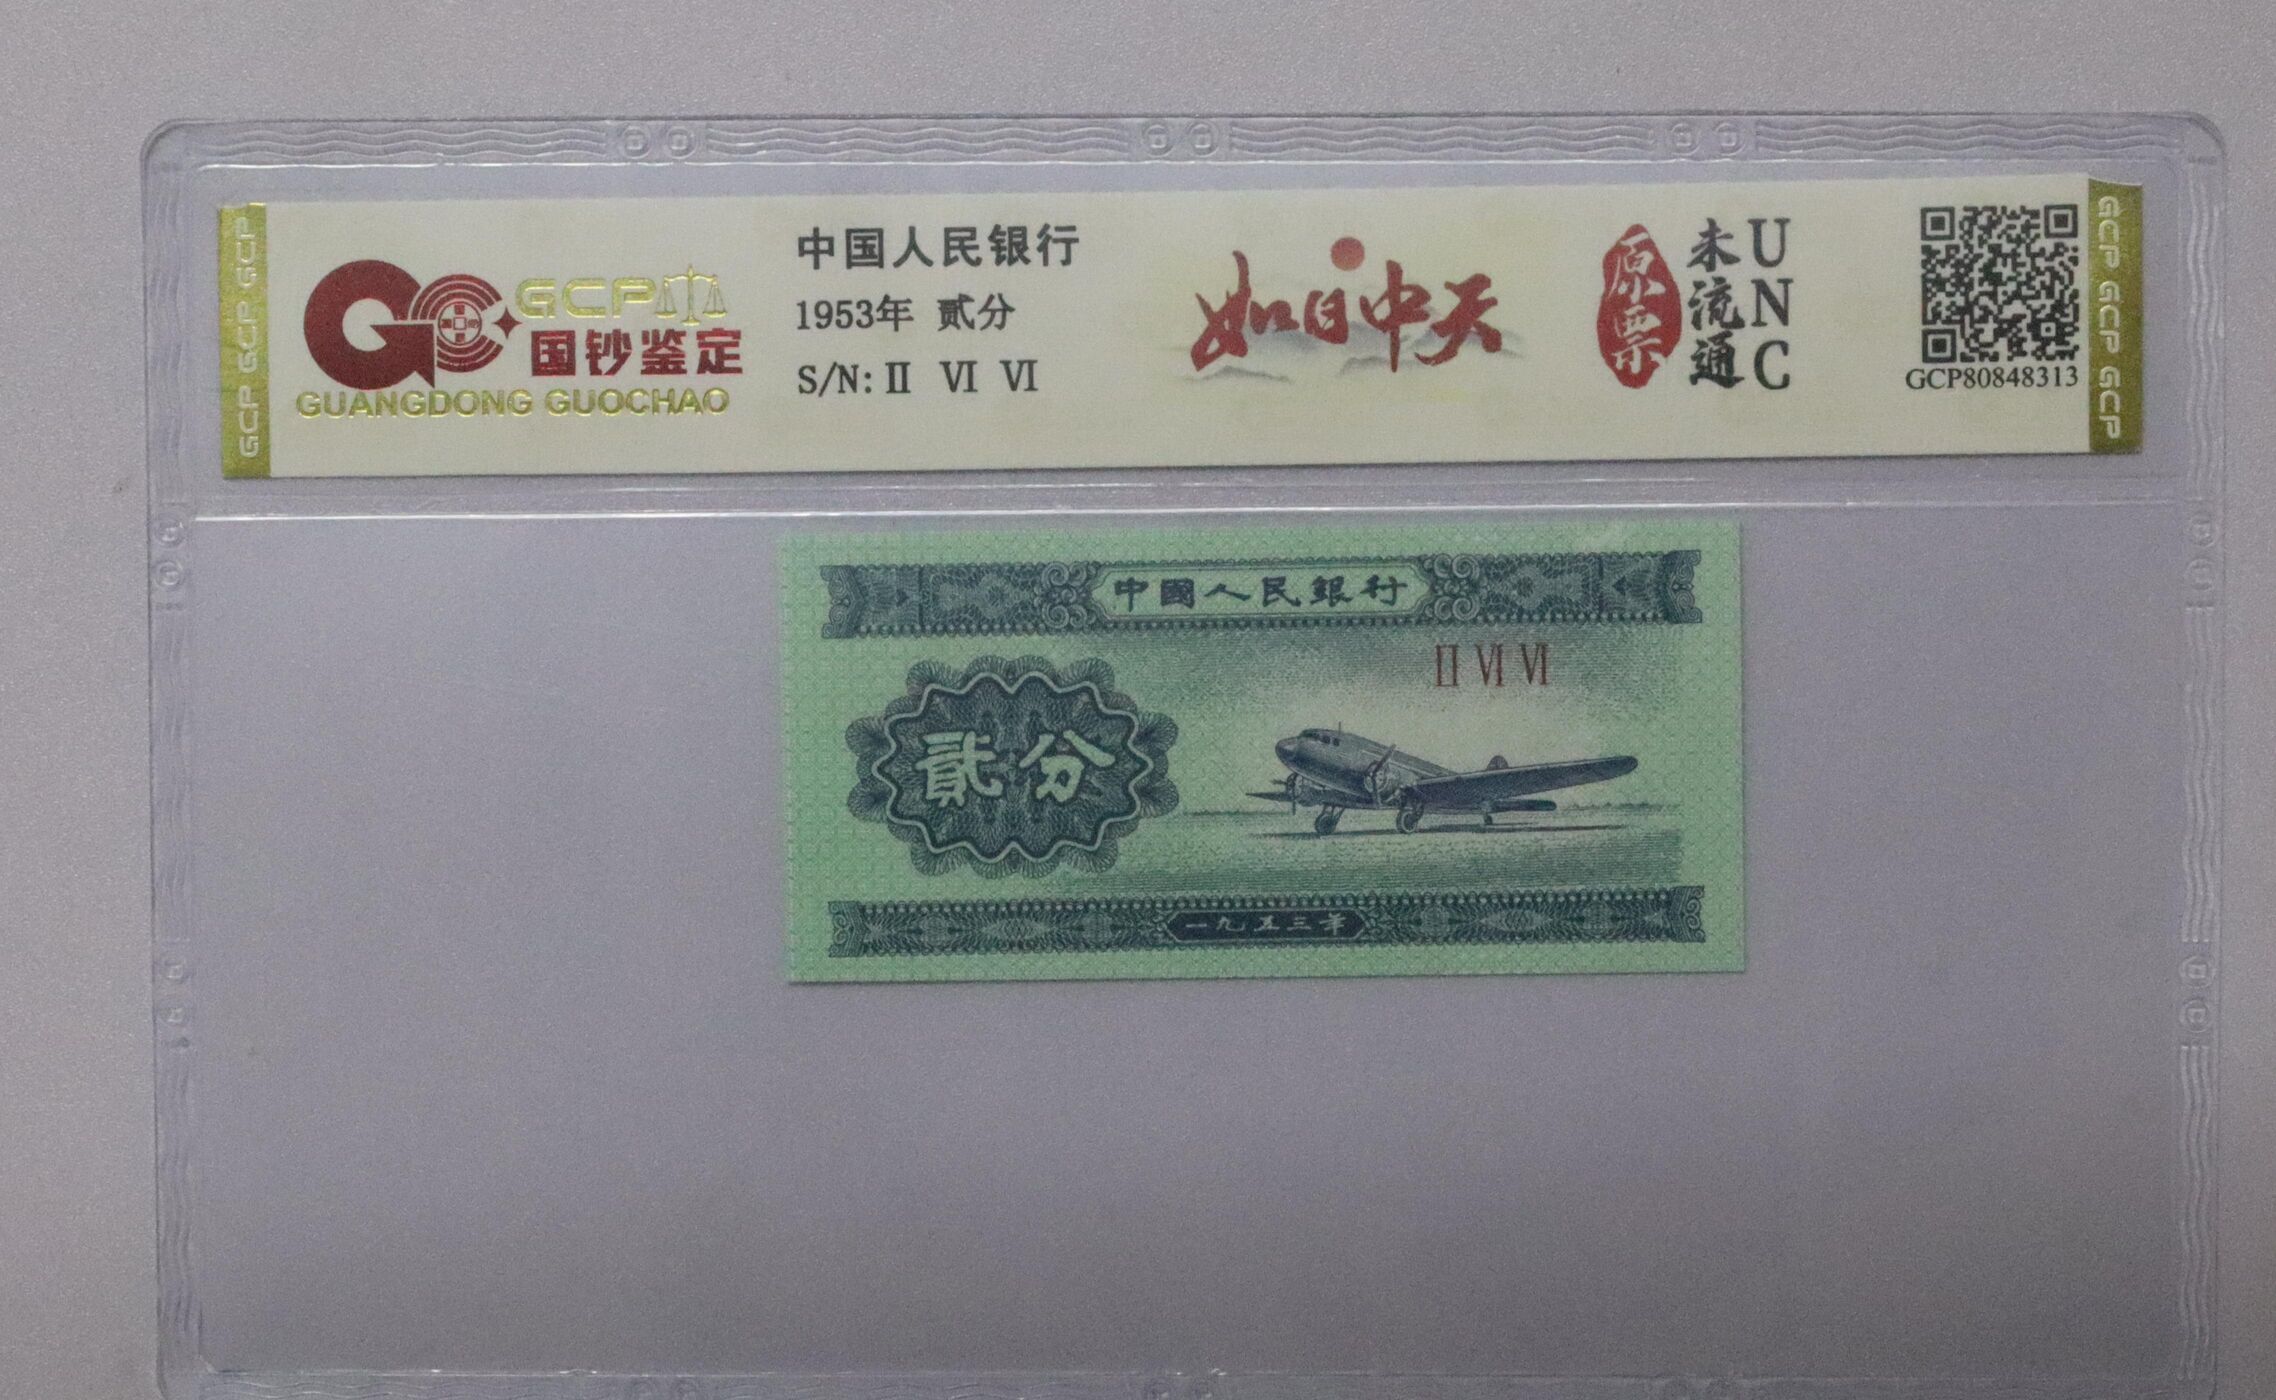 GCP GCP GCP
GCP
国钞鉴定
GUANGDONG GUOCHAO
中国人民银行
1953年 贰分
S/N: II VI VI
如日中天
原票
未流通
UNC
GCP80848313
GCP GCP GCP
中國人民銀行
II VI VI
貳分
一九五三年